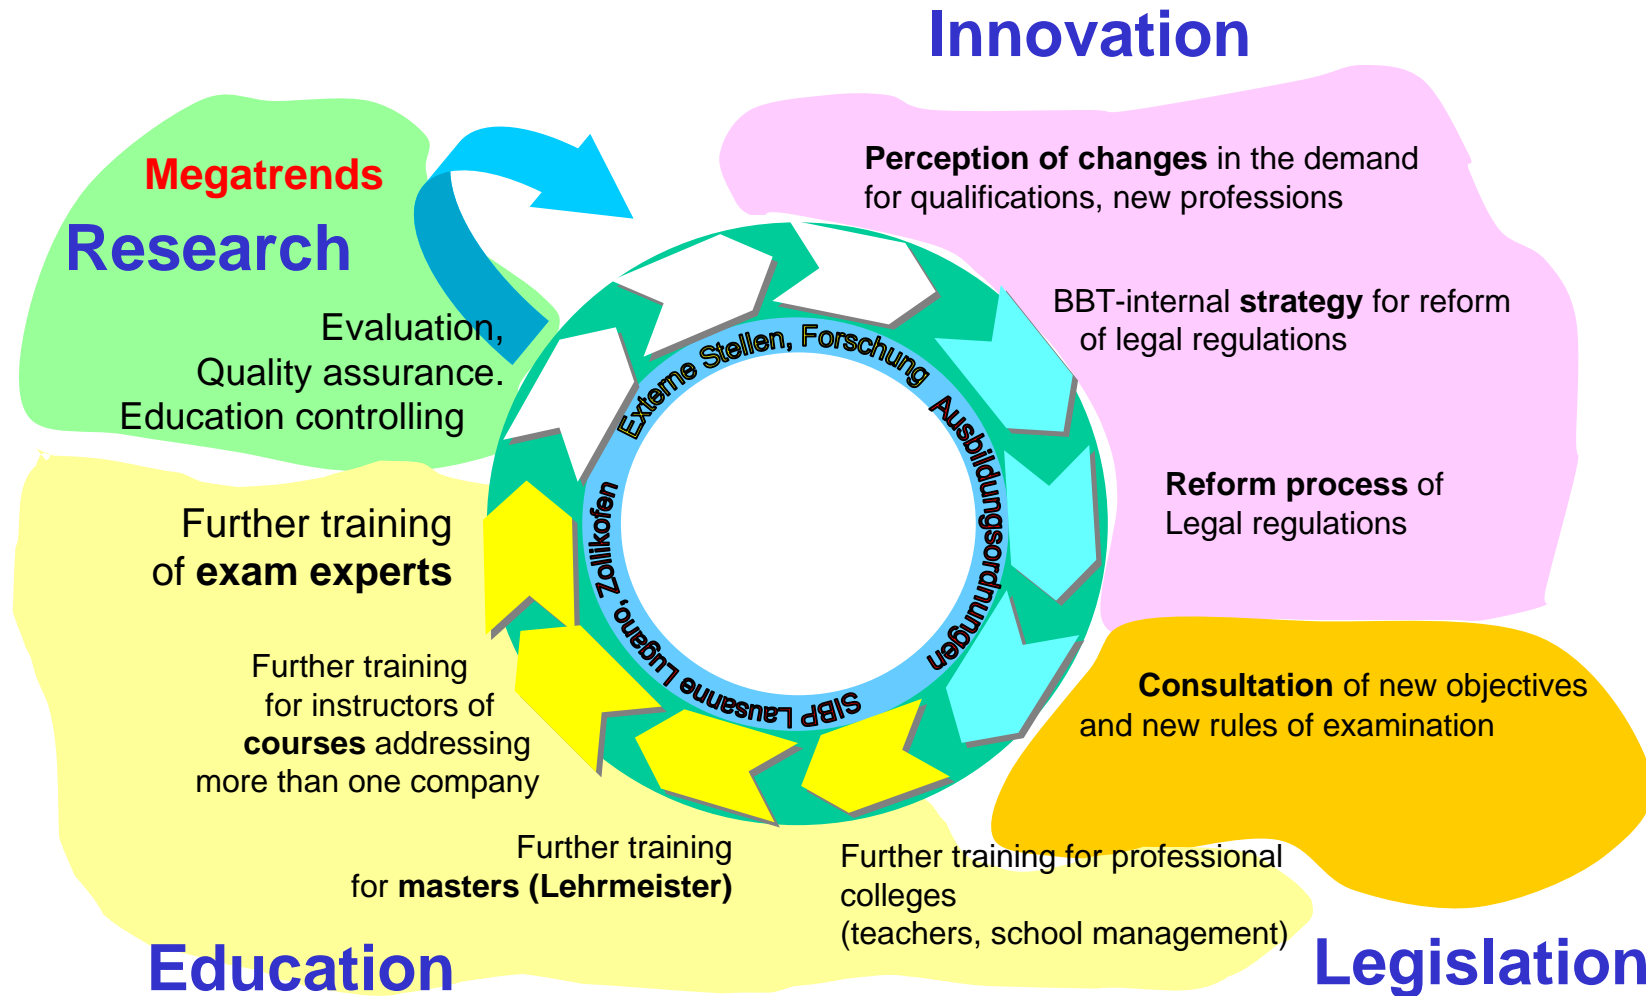 Innovation
Megatrends
Research
Evaluation,
Quality assurance.
Education controlling
Perception of changes in the demand
for qualifications, new professions
BBT-internal strategy for reform
of legal regulations
Reform process of
Legal regulations
Consultation of new objectives
and new rules of examination
Externe Stellen, Forschung
Ausbildungsordnungen
SIBP Lausanne Lugano, Zollikofen
Further training
of exam experts
Further training
for instructors of
courses addressing
more than one company
Further training
for masters (Lehrmeister)
Further training for professional
colleges
(teachers, school management)
Education
Legislation